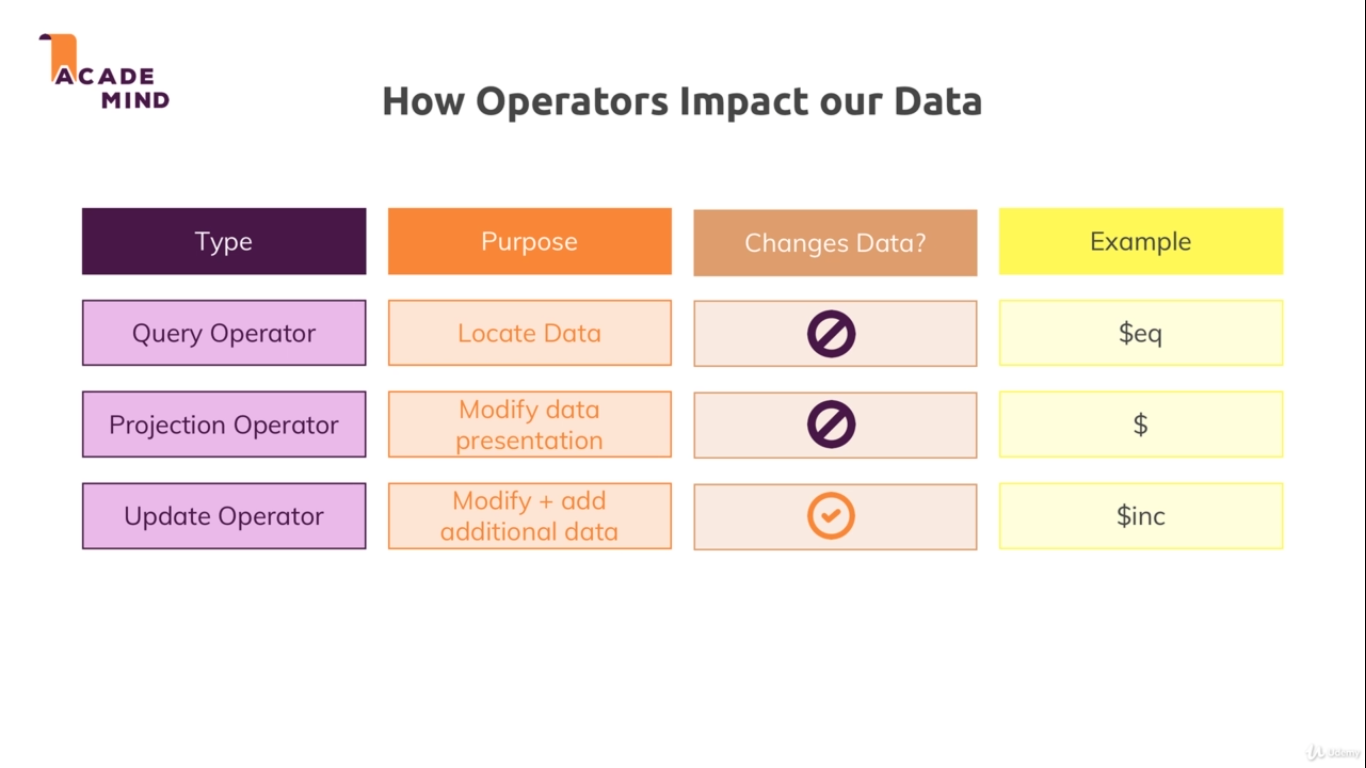 ACADE
MIND
How Operators Impact our Data
Type
Purpose
Changes Data?
Example
Query Operator
Locate Data
$eq
Projection Operator
Modify data
presentation
$
Update Operator
Modify + add
additional data
$inc
Udemy